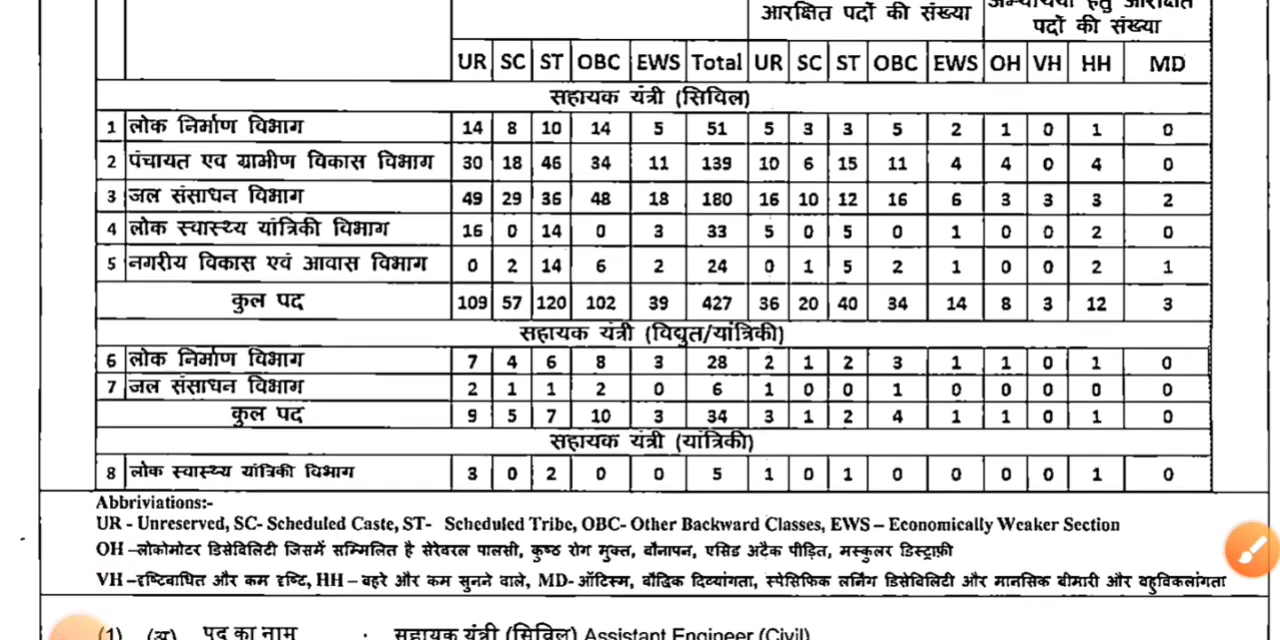 आरक्षित पदों की संख्या
पदों की संख्या
UR SC ST OBC EWS Total UR SC ST OBC EWS OH VH HH MD
सहायक यंत्री (सिविल)
1 लोक निर्माण विभाग 14 8 10 14 5 51 5 3 3 5 2 1 0 1 0
2 पंचायत एव ग्रामीण विकास विभाग 30 18 46 34 11 139 10 6 15 11 4 4 0 4 0
3 जल संसाधन विभाग 49 29 36 48 18 180 16 10 12 16 6 3 3 3 2
4 लोक स्वास्थ्य यांत्रिकी विभाग 16 0 14 0 3 33 5 0 5 0 1 0 0 2 0
5 नगरीय विकास एवं आवास विभाग 0 2 14 6 2 24 0 1 5 2 1 0 0 2 1
कुल पद 109 57 120 102 39 427 36 20 40 34 14 8 3 12 3
सहायक यंत्री (विद्युत/यांत्रिकी)
6 लोक निर्माण विभाग 7 4 6 8 3 28 2 1 2 3 1 1 0 1 0
7 जल संसाधन विभाग 2 1 1 2 0 6 1 0 0 1 0 0 0 0 0
कुल पद 9 5 7 10 3 34 3 1 2 4 1 1 0 1 0
सहायक यंत्री (यांत्रिकी)
8 लोक स्वास्थ्य यांत्रिकी विभाग 3 0 2 0 0 5 1 0 1 0 0 0 0 1 0
Abbriviations:-
UR - Unreserved, SC- Scheduled Caste, ST- Scheduled Tribe, OBC- Other Backward Classes, EWS – Economically Weaker Section
OH –लोकोमोटर डिसेबिलिटी जिसमें सम्मिलित है सेरेवरल पालसी, कुष्ठ रोग मुक्त, बौनापन, एसिड अटैक पीड़ित, मस्कुलर डिस्ट्राफी
VH –दृष्टिबाधित और कम दृष्टि, HH – बहरे और कम सुनने वाले, MD- ऑटिस्म, बौद्धिक दिव्यांगता, स्पेसिफिक लर्निंग डिसेबिलिटी और मानसिक बीमारी और बहुविकलांगता
(1) (अ) पद का नाम : सहायक यंत्री (सिविल) Assistant Engineer (Civil)